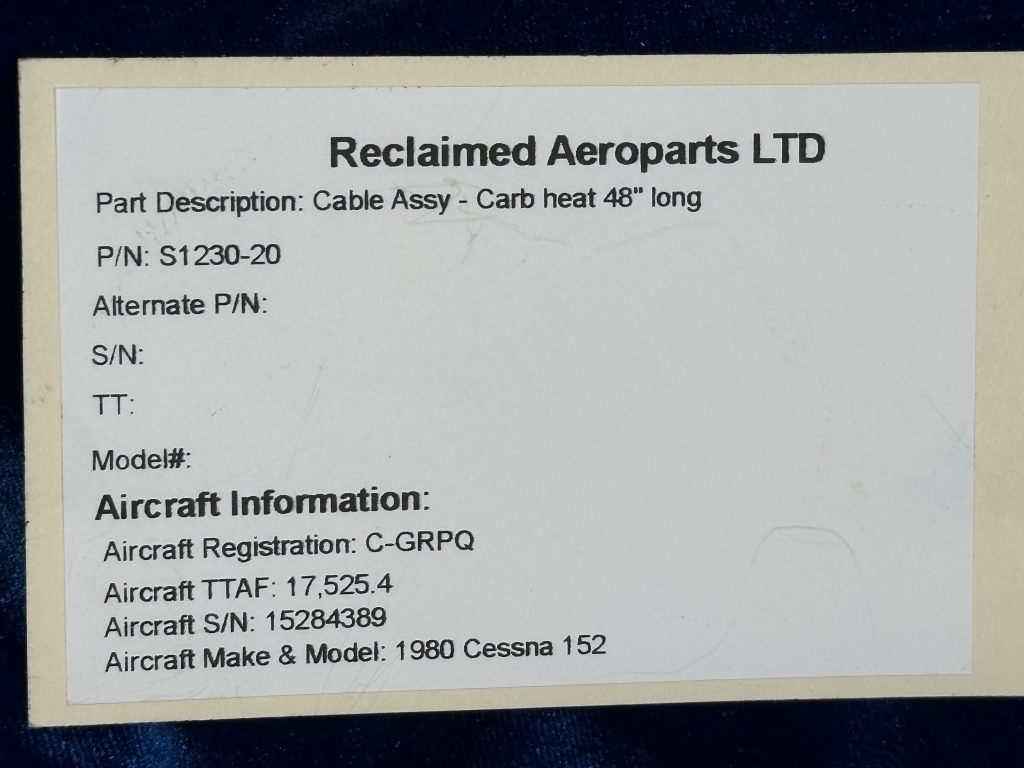 Reclaimed Aeroparts LTD
Part Description: Cable Assy - Carb heat 48" long
P/N: S1230-20
Alternate P/N:
S/N:
TT:
Model#:
Aircraft Information:
Aircraft Registration: C-GRPQ
Aircraft TTAF: 17,525.4
Aircraft S/N: 15284389
Aircraft Make & Model: 1980 Cessna 152